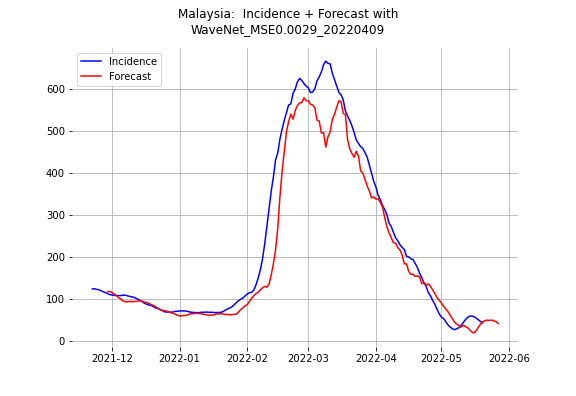 Malaysia:  Incidence + Forecast with
WaveNet_MSE0.0029_20220409
Incidence
Forecast
600
500
400
300
200
100
0
2021-12 2022-01 2022-02 2022-03 2022-04 2022-05 2022-06